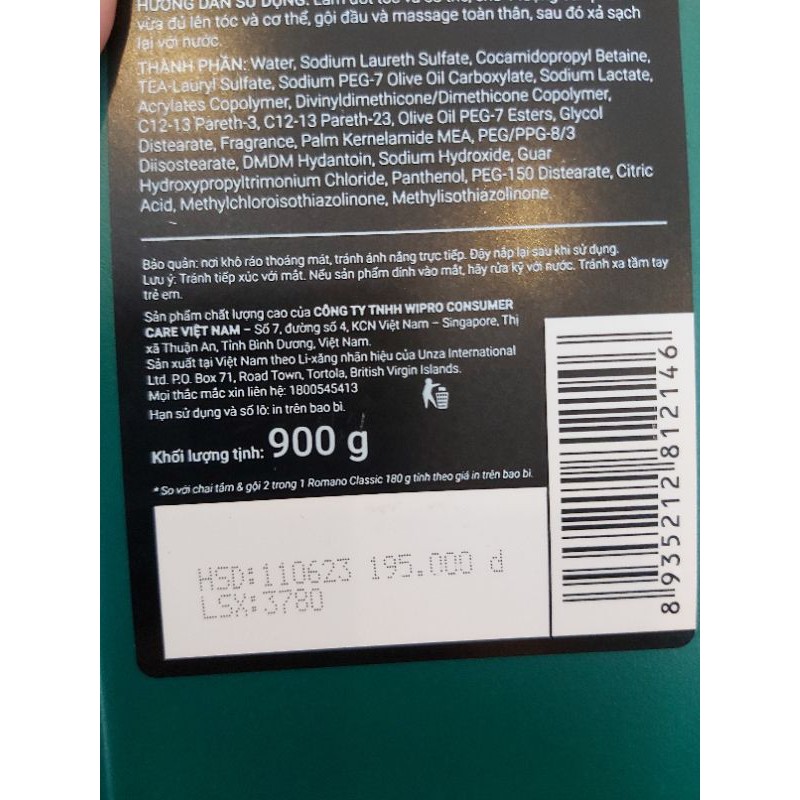 HƯỚNG DẪN SỬ DỤNG: Làm ướt tóc và cơ thể,
vừa đủ lên tóc và cơ thể, gội đầu và massage toàn thân, sau đó xả sạch
lại với nước.
THÀNH PHẦN: Water, Sodium Laureth Sulfate, Cocamidopropyl Betaine,
TEA-Lauryl Sulfate, Sodium PEG-7 Olive Oil Carboxylate, Sodium Lactate,
Acrylates Copolymer, Divinyldimethicone/Dimethicone Copolymer,
C12-13 Pareth-3, C12-13 Pareth-23, Olive Oil PEG-7 Esters, Glycol
Distearate, Fragrance, Palm Kernelamide MEA, PEG/PPG-8/3
Diisostearate, DMDM Hydantoin, Sodium Hydroxide, Guar
Hydroxypropyltrimonium Chloride, Panthenol, PEG-150 Distearate, Citric
Acid, Methylchloroisothiazolinone, Methylisothiazolinone.
Bảo quản: nơi khô ráo thoáng mát, tránh ánh nắng trực tiếp. Đậy nắp lại sau khi sử dụng.
Lưu ý: Tránh tiếp xúc với mắt. Nếu sản phẩm dính vào mắt, hãy rửa kỹ với nước. Tránh xa tầm tay
trẻ em.
Sản phẩm chất lượng cao của CÔNG TY TNHH WIPRO CONSUMER
CARE VIỆT NAM – Số 7, đường số 4, KCN Việt Nam – Singapore, Thị
xã Thuận An, Tỉnh Bình Dương, Việt Nam.
Sản xuất tại Việt Nam theo Li-xăng nhãn hiệu của Unza International
Ltd. P.O. Box 71, Road Town, Tortola, British Virgin Islands.
Mọi thắc mắc xin liên hệ: 1800545413
Hạn sử dụng và số lô: in trên bao bì.
Khối lượng tịnh: 900 g
* So với chai tắm & gội 2 trong 1 Romano Classic 180 g tính theo giá in trên bao bì.
HSD:110623 195.000 đ
LSX:3780
8 935212 812146